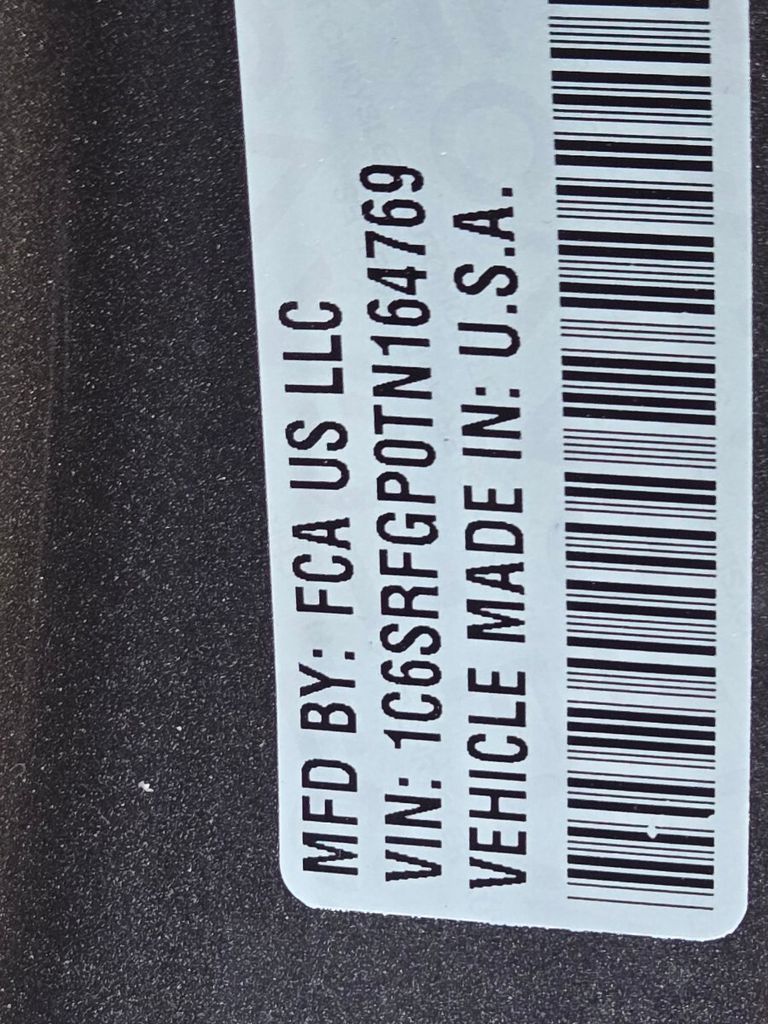 MFD BY: FCA US LLC
VIN: 1C6SRFGP0TN164769
VEHICLE MADE IN: U.S.A.